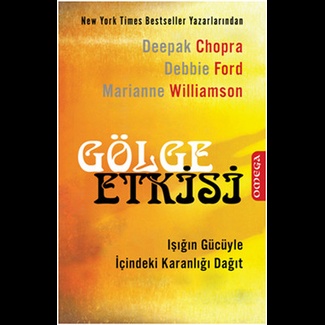 New York Times Bestseller Yazarlarından
Deepak Chopra
Debbie Ford
Marianne Williamson
GÖLGE
ETKİSİ
OMEGA
Işığın Gücüyle
İçindeki Karanlığı Dağıt